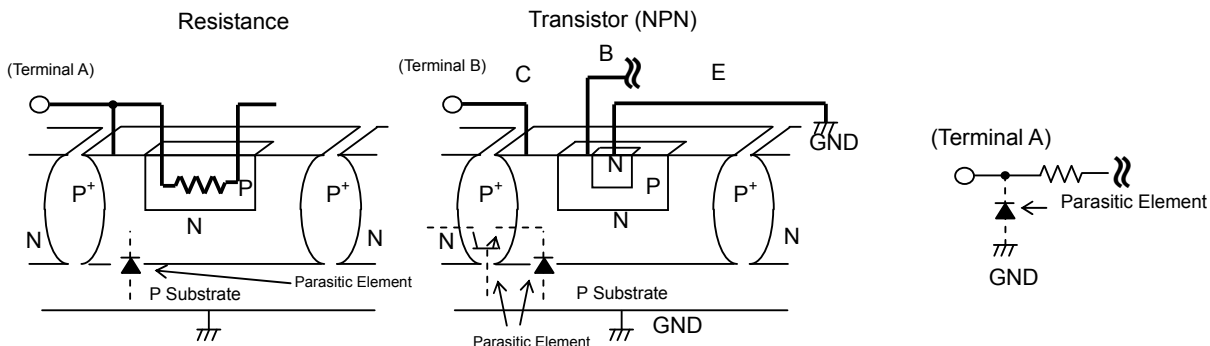 Resistance
(Terminal A)
P+
P
P+
N
N
N
Parasitic Element
P Substrate
Transistor (NPN)
(Terminal B)
C
B
E
GND
N
P+
P
P+
N
N
N
P Substrate
GND
Parasitic Element
(Terminal A)
Parasitic Element
GND